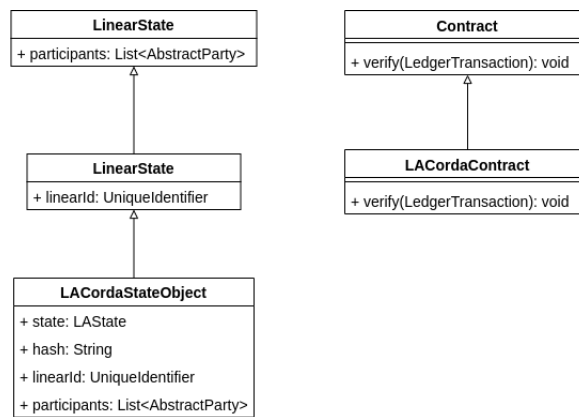 LinearState
+ participants: List<AbstractParty>
LinearState
+ linearId: UniqueIdentifier
LACordaStateObject
+ state: LAState
+ hash: String
+ linearId: UniqueIdentifier
+ participants: List<AbstractParty>
Contract
+ verify(LedgerTransaction): void
LACordaContract
+ verify(LedgerTransaction): void